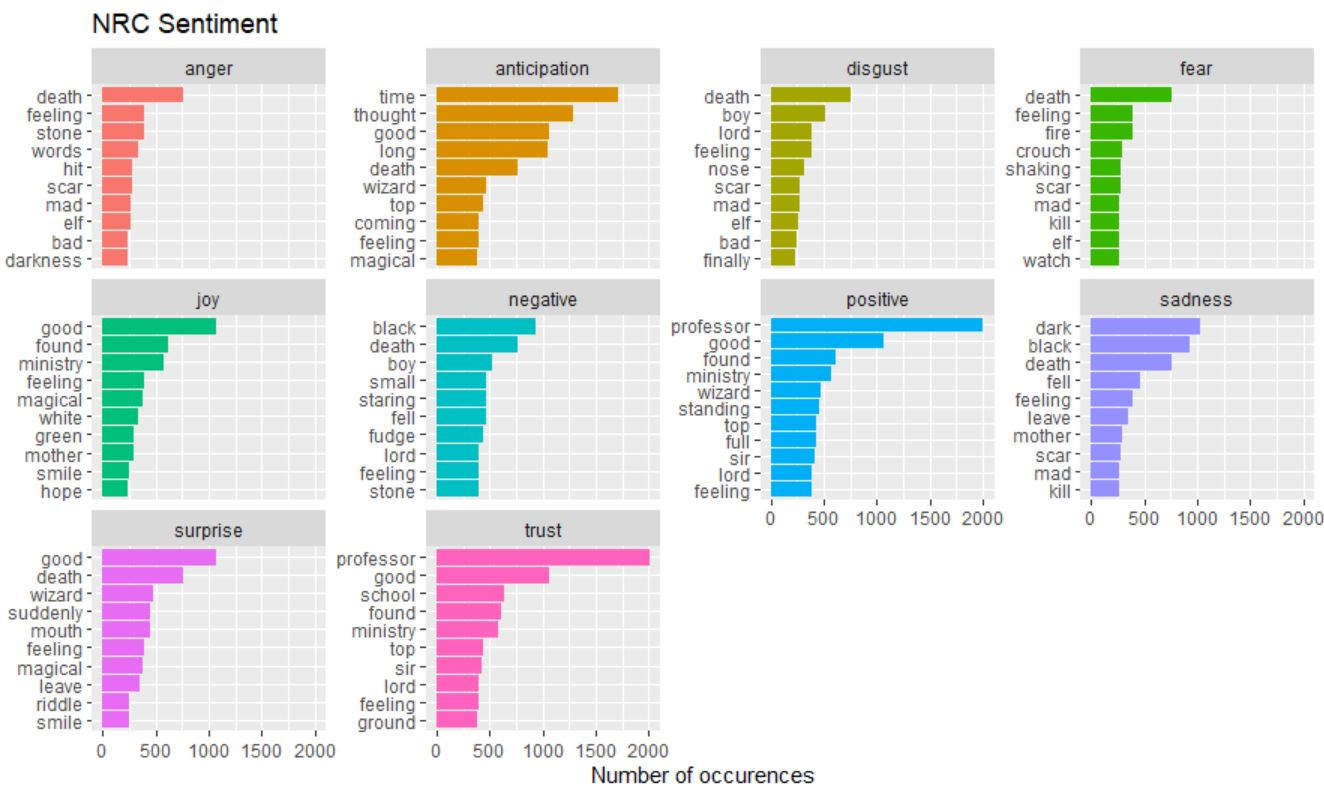 NRC Sentiment
anger
death
feeling
stone
words
hit
scar
mad
elf
bad
darkness
anticipation
time
thought
good
long
death
wizard
top
coming
feeling
magical
disgust
death
boy
lord
feeling
nose
scar
mad
elf
bad
finally
fear
death
feeling
fire
crouch
shaking
scar
mad
kill
elf
watch
joy
good
found
ministry
feeling
magical
white
green
mother
smile
hope
negative
black
death
boy
small
staring
fell
fudge
lord
feeling
stone
positive
professor
good
found
ministry
wizard
standing
top
full
sir
lord
feeling
0 500 1000 1500 2000
sadness
dark
black
death
fell
feeling
leave
mother
scar
mad
kill
0 500 1000 1500 2000
surprise
good
death
wizard
suddenly
mouth
feeling
magical
leave
riddle
smile
0 500 1000 1500 2000
trust
professor
good
school
found
ministry
top
sir
lord
feeling
ground
0 500 1000 1500 2000
Number of occurences